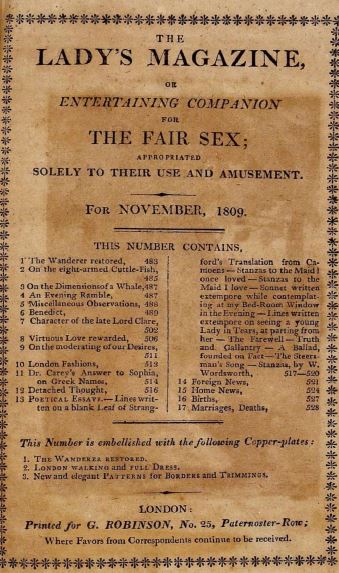 THE
LADY'S MAGAZINE,
OR
ENTERTAINING COMPANION
FOR
THE FAIR SEX;
APPROPRIATED
SOLELY TO THEIR USE AND AMUSEMENT.
FOR NOVEMBER, 1809.
THIS NUMBER CONTAINS,
1 The Wanderer restored, 483
2 On the eight-armed Cuttle-Fish,
485
3 On the Dimensions of a Whale, 487
4 An Evening Ramble, 487
5 Miscellaneous Observations, 488
6 Benedict, 489
7 Character of the late Lord Clare,
502
8 Virtuous Love rewarded, 506
9 On the moderating of our Desires,
511
10 London Fashions, 513
11 Dr. Carey's Answer to Sophia,
on Greek Names, 514
12 Detached Thought, 516
13 POETICAL ESSAYS.—Lines writ-
ten on a blank Leaf of Strang-
ford's Translation from Ca-
moens—Stanzas to the Maid I
once loved—Stanzas to the
Maid I love—Sonnet written
extempore while contemplat-
ing at my Bed-Room Window
in the Evening—Lines written
extempore on seeing a young
Lady in Tears, at parting from
her—The Farewell—Truth
and Gallantry—A Ballad,
founded on Fact—The Steers-
man's Song—Stanzas, by W.
Wordsworth, 517—520
14 Foreign News, 521
15 Home News, 524
16 Births, 527
17 Marriages, Deaths, 528
This Number is embellished with the following Copper-plates:
1. THE WANDERER RESTORED.
2. LONDON WALKING and FULL DRESS.
3. New and elegant PATTERNS for BORDERS and TRIMMINGS.
LONDON:
Printed for G. ROBINSON, No. 25, Paternoster-Row;
Where Favors from Correspondents continue to be received.